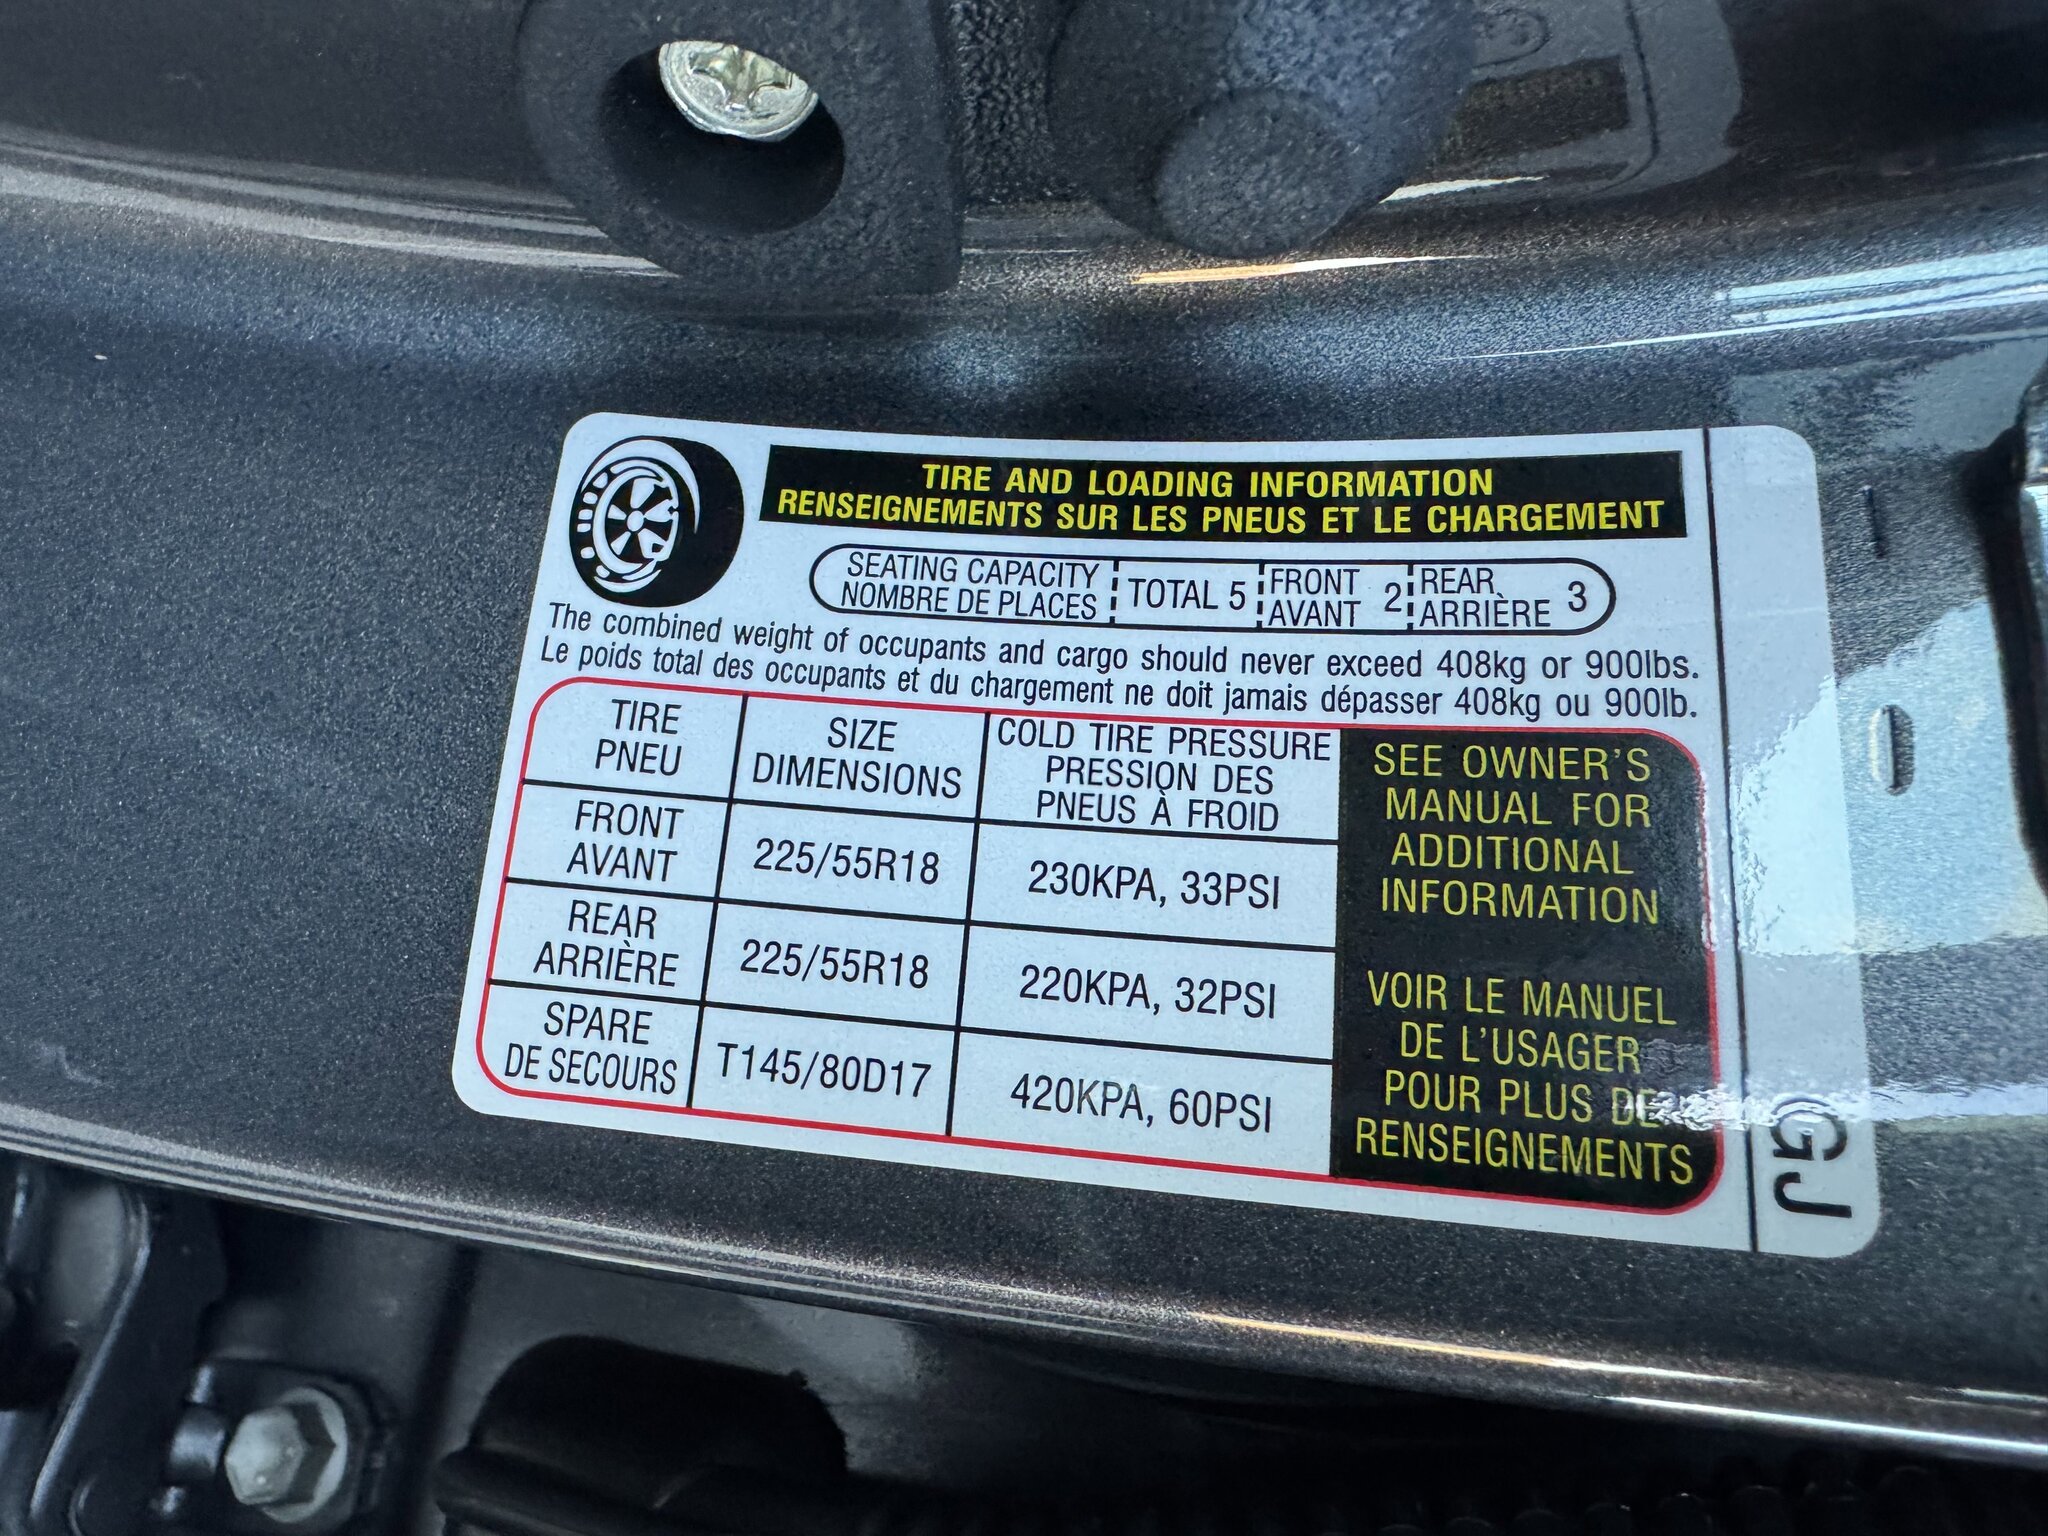 TIRE AND LOADING INFORMATION
RENSEIGNEMENTS SUR LES PNEUS ET LE CHARGEMENT
SEATING CAPACITY
NOMBRE DE PLACES
TOTAL 5
FRONT
AVANT 2
REAR
ARRIÈRE 3
The combined weight of occupants and cargo should never exceed 408kg or 900lbs.
Le poids total des occupants et du chargement ne doit jamais dépasser 408kg ou 900lb.
TIRE
PNEU
SIZE
DIMENSIONS
COLD TIRE PRESSURE
PRESSION DES
PNEUS À FROID
FRONT
AVANT
225/55R18
230KPA, 33PSI
REAR
ARRIÈRE
225/55R18
220KPA, 32PSI
SPARE
DE SECOURS
T145/80D17
420KPA, 60PSI
SEE OWNER'S
MANUAL FOR
ADDITIONAL
INFORMATION
VOIR LE MANUEL
DE L'USAGER
POUR PLUS DE
RENSEIGNEMENTS
GJ